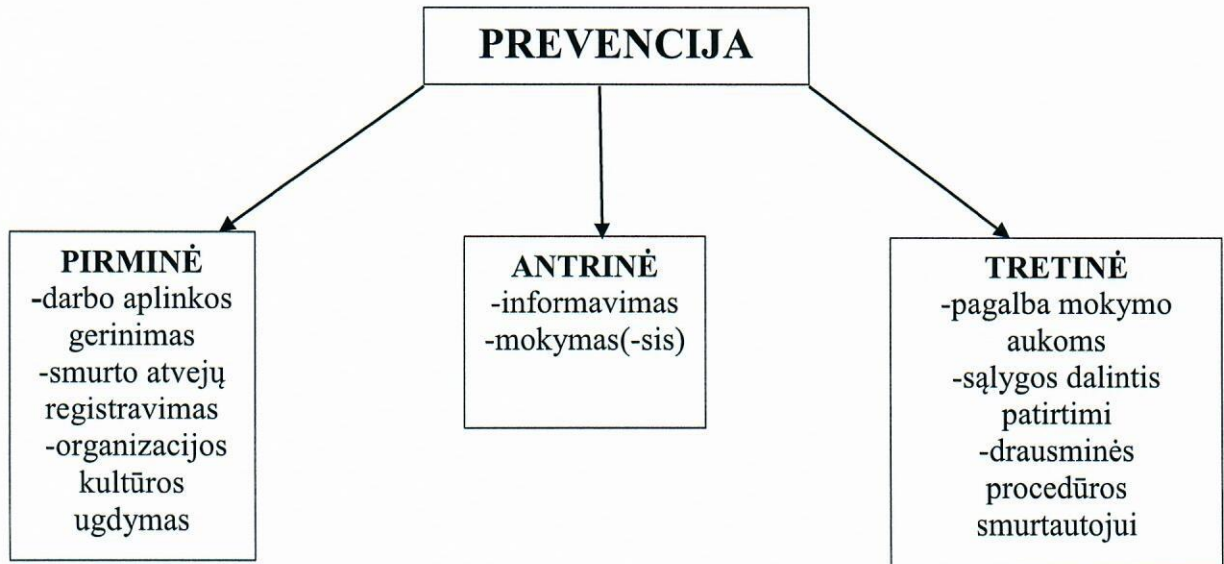 PREVENCIJA
PIRMINĖ
-darbo aplinkos
gerinimas
-smurto atvejų
registravimas
-organizacijos
kultūros
ugdymas
ANTRINĖ
-informavimas
-mokymas(-sis)
TRETINĖ
-pagalba mokymo
aukoms
-sąlygos dalintis
patirtimi
-drausminės
procedūros
smurtautojui